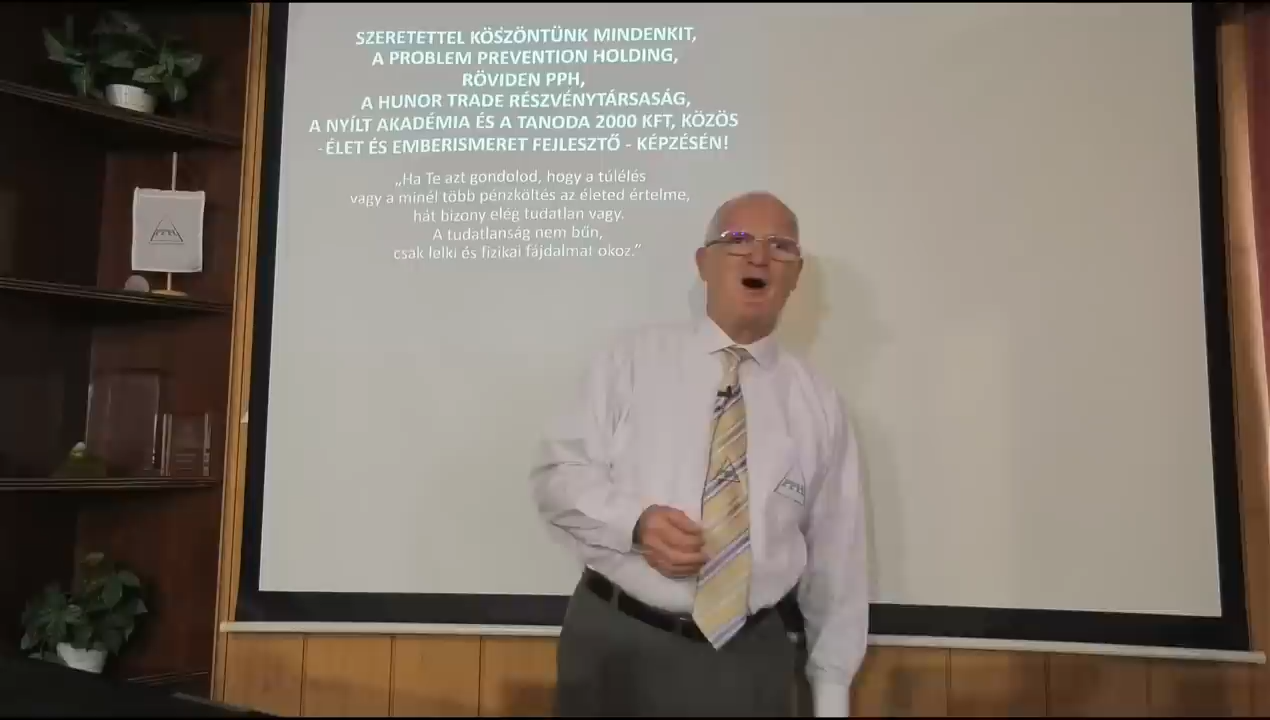 SZERETETTEL KÖSZÖNTÜNK MINDENKIT,
A PROBLEM PREVENTION HOLDING,
RÖVIDEN PPH,
A HUNOR TRADE RÉSZVÉNYTÁRSASÁG,
A NYÍLT AKADÉMIA ÉS A TANODA 2000 KFT, KÖZÖS
- ÉLET ÉS EMBERISMERET FEJLESZTŐ - KÉPZÉSÉN!
„Ha Te azt gondolod, hogy a túlélés
vagy a minél több pénzköltés az életed értelme,
hát bizony elég tudatlan vagy.
A tudatlanság nem bűn,
csak lelki és fizikai fájdalmat okoz.”